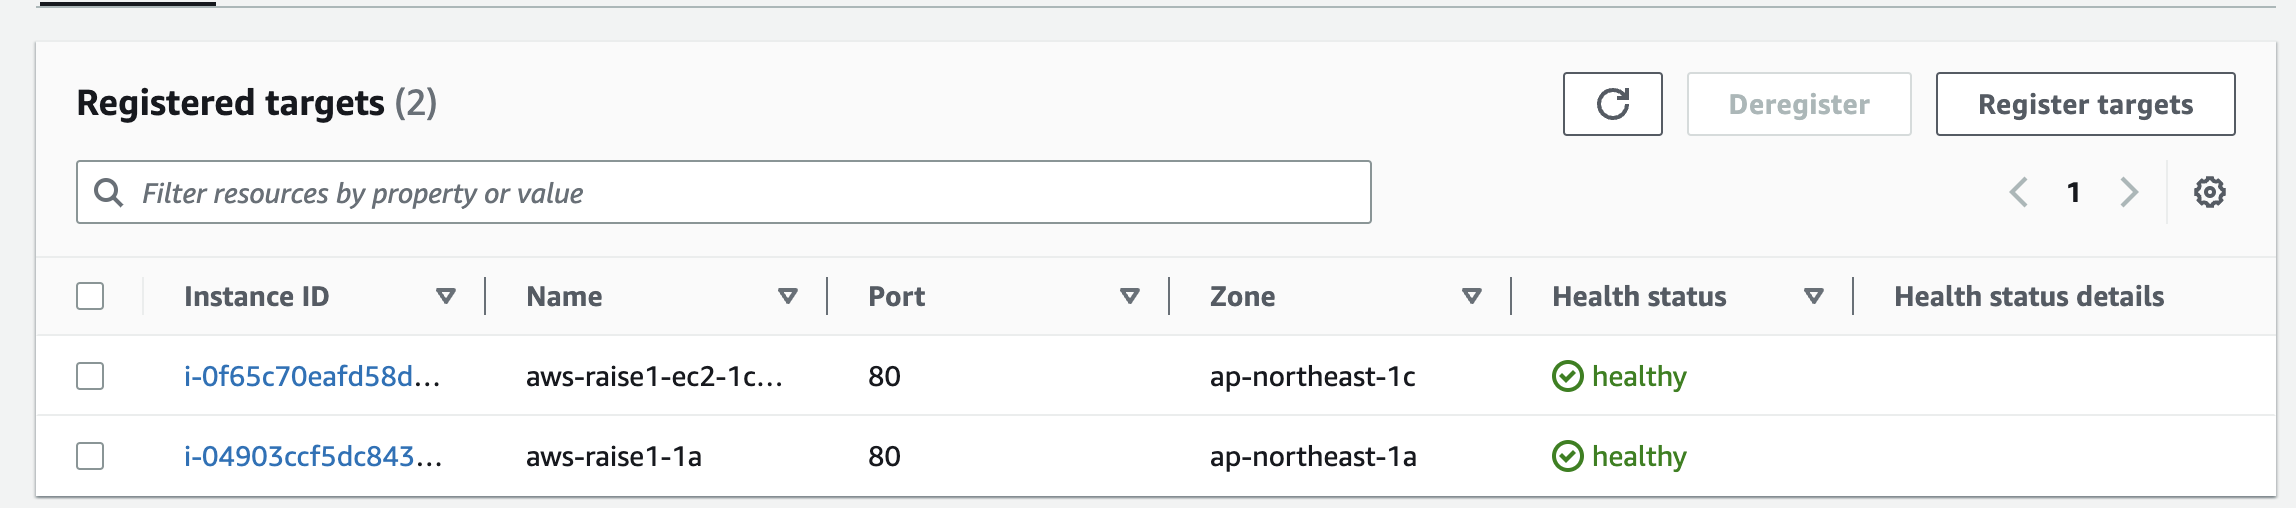 Registered targets (2)
Deregister
Register targets
Filter resources by property or value
1
Instance ID Name Port Zone Health status Health status details
i-0f65c70eafd58d... aws-raise1-ec2-1c... 80 ap-northeast-1c healthy
i-04903ccf5dc843... aws-raise1-1a 80 ap-northeast-1a healthy